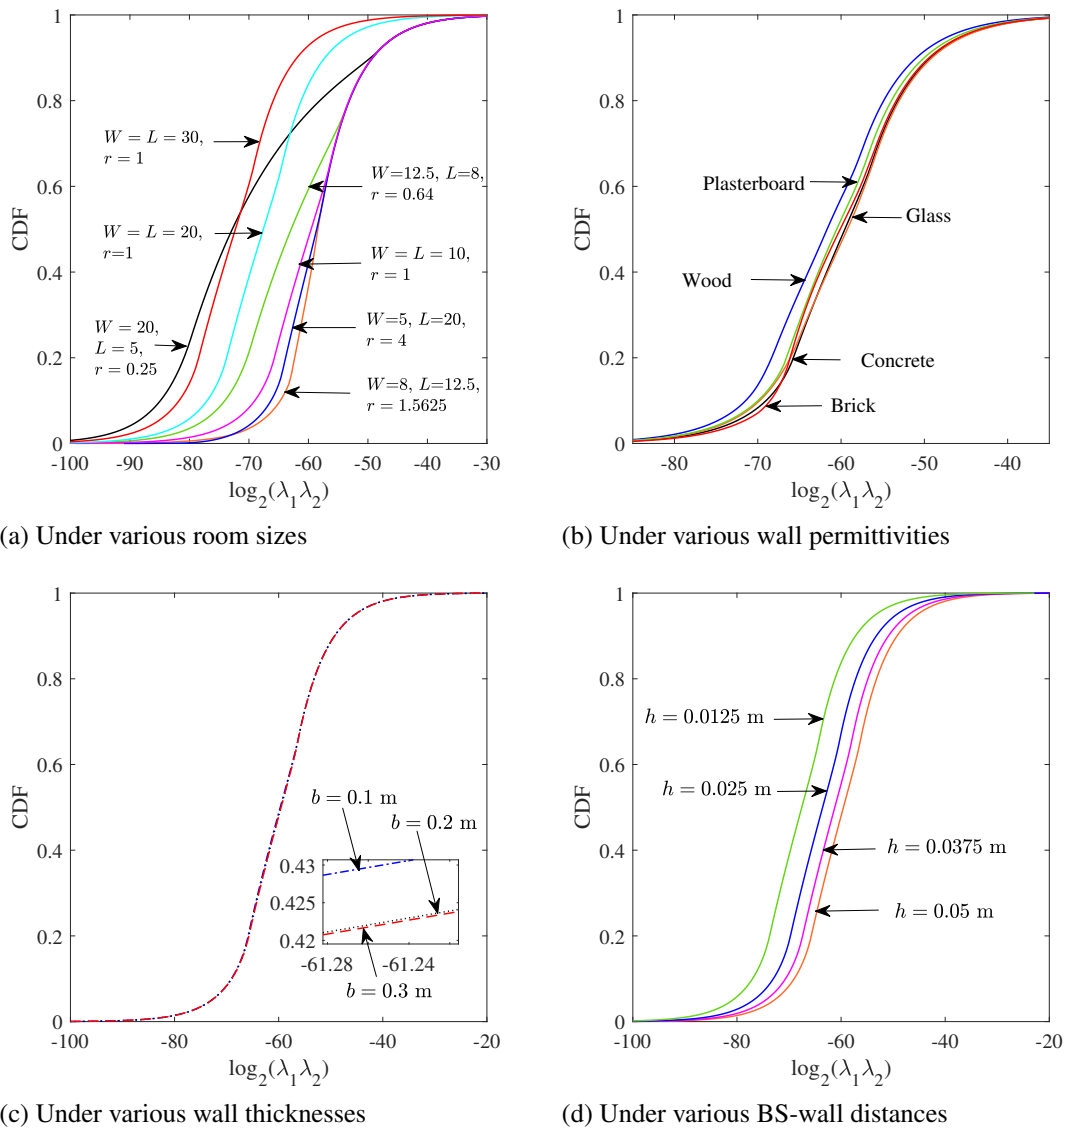 CDF
1
0.8
0.6
0.4
0.2
0
-100
-90
-80
-70
-60
-50
-40
-30
log₂(λ₁λ₂)
W = L = 30,
r = 1
W = L = 20,
r=1
W = 20,
L = 5,
r = 0.25
W=12.5, L=8,
r = 0.64
W = L = 10,
r = 1
W=5, L=20,
r = 4
W=8, L=12.5,
r = 1.5625
(a) Under various room sizes
CDF
1
0.8
0.6
0.4
0.2
0
-80
-70
-60
-50
-40
log₂(λ₁λ₂)
Plasterboard
Glass
Wood
Concrete
Brick
(b) Under various wall permittivities
CDF
1
0.8
0.6
0.4
0.2
0
-100
-80
-60
-40
-20
log₂(λ₁λ₂)
b = 0.1 m
b = 0.2 m
0.43
0.425
0.42
-61.28
-61.24
b = 0.3 m
(c) Under various wall thicknesses
CDF
1
0.8
0.6
0.4
0.2
0
-100
-80
-60
-40
-20
log₂(λ₁λ₂)
h = 0.0125 m
h = 0.025 m
h = 0.0375 m
h = 0.05 m
(d) Under various BS-wall distances